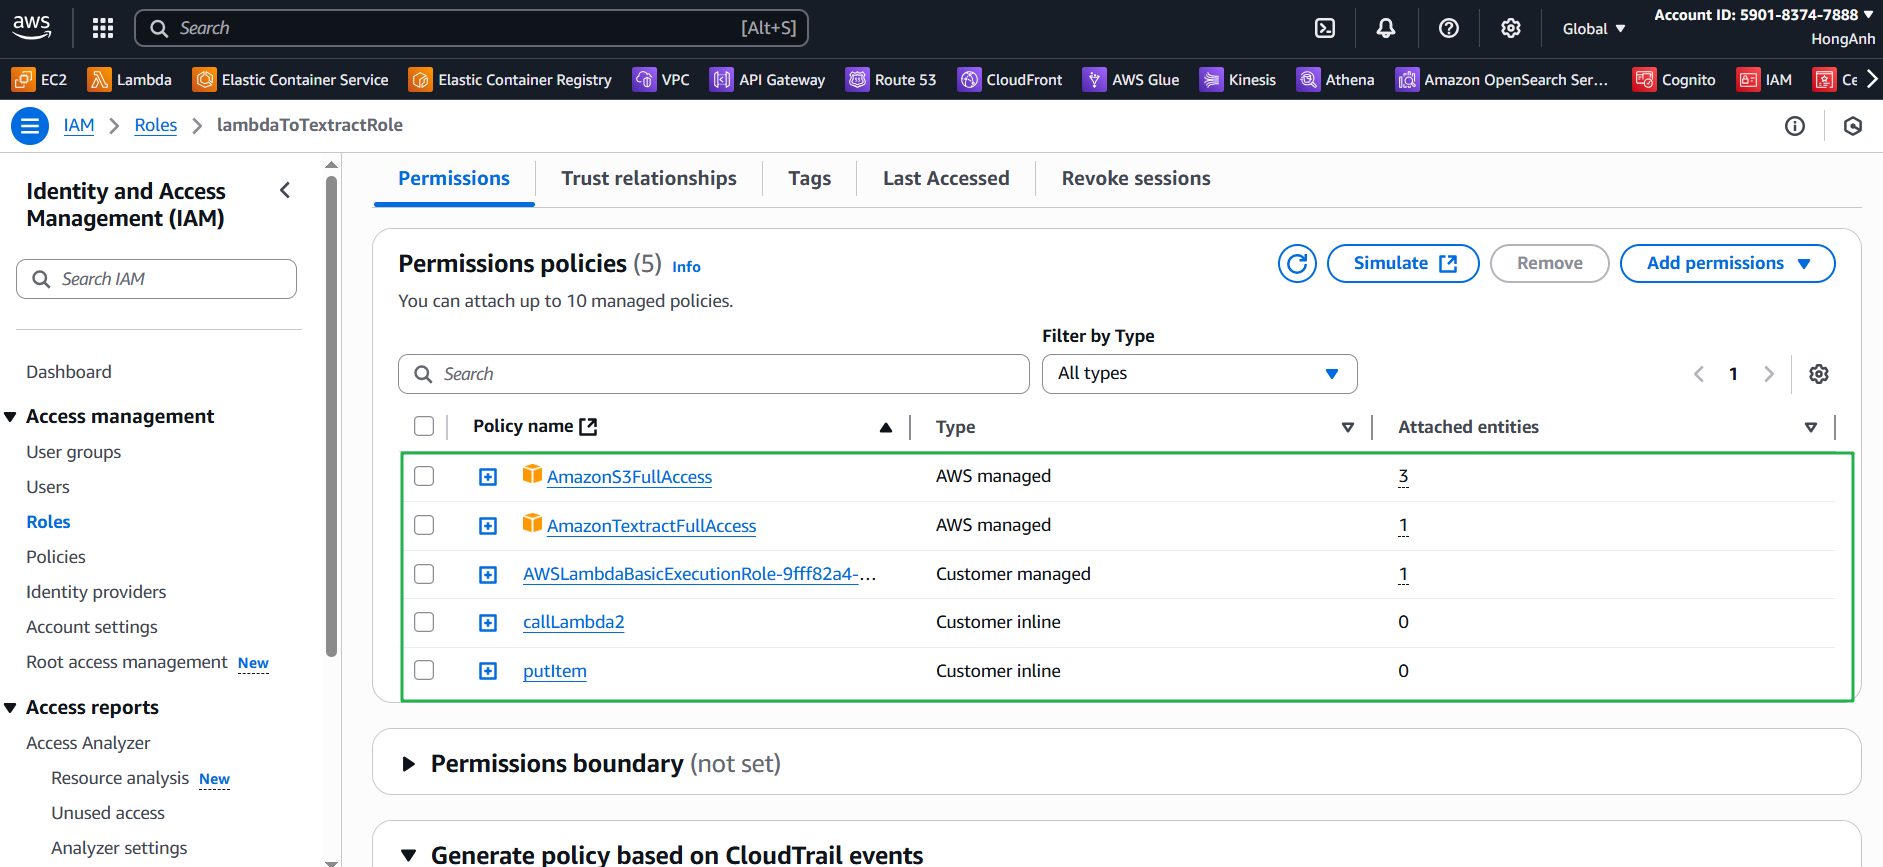 aws
Search [Alt+S]
Global
Account ID: 5901-8374-7888
HongAnh
EC2 Lambda Elastic Container Service Elastic Container Registry VPC API Gateway Route 53 CloudFront AWS Glue Kinesis Athena Amazon OpenSearch Ser... Cognito IAM Ce
IAM Roles lambdaToTextractRole
Identity and Access
Management (IAM)
Search IAM
Dashboard
Access management
User groups
Users
Roles
Policies
Identity providers
Account settings
Root access management New
Access reports
Access Analyzer
Resource analysis New
Unused access
Analyzer settings
Permissions Trust relationships Tags Last Accessed Revoke sessions
Permissions policies (5) Info
Simulate Remove Add permissions
You can attach up to 10 managed policies.
Filter by Type
Search All types 1
Policy name Type Attached entities
AmazonS3FullAccess AWS managed 3
AmazonTextractFullAccess AWS managed 1
AWSLambdaBasicExecutionRole-9fff82a4-... Customer managed 1
callLambda2 Customer inline 0
putItem Customer inline 0
Permissions boundary (not set)
Generate policy based on CloudTrail events